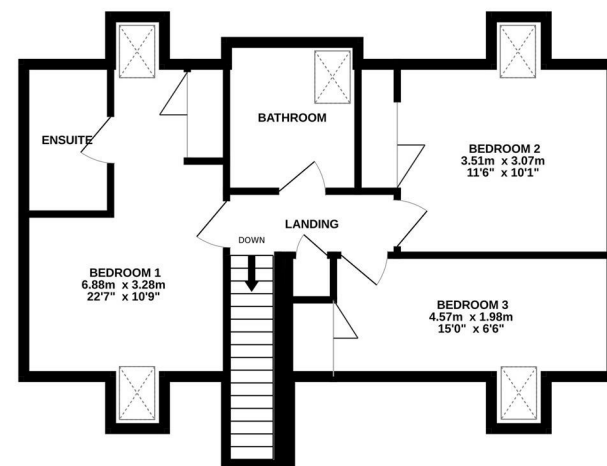 ENSUITE
BATHROOM
BEDROOM 2
3.51m x 3.07m
11'6" x 10'1"
LANDING
DOWN
BEDROOM 1
6.88m x 3.28m
22'7" x 10'9"
BEDROOM 3
4.57m x 1.98m
15'0" x 6'6"